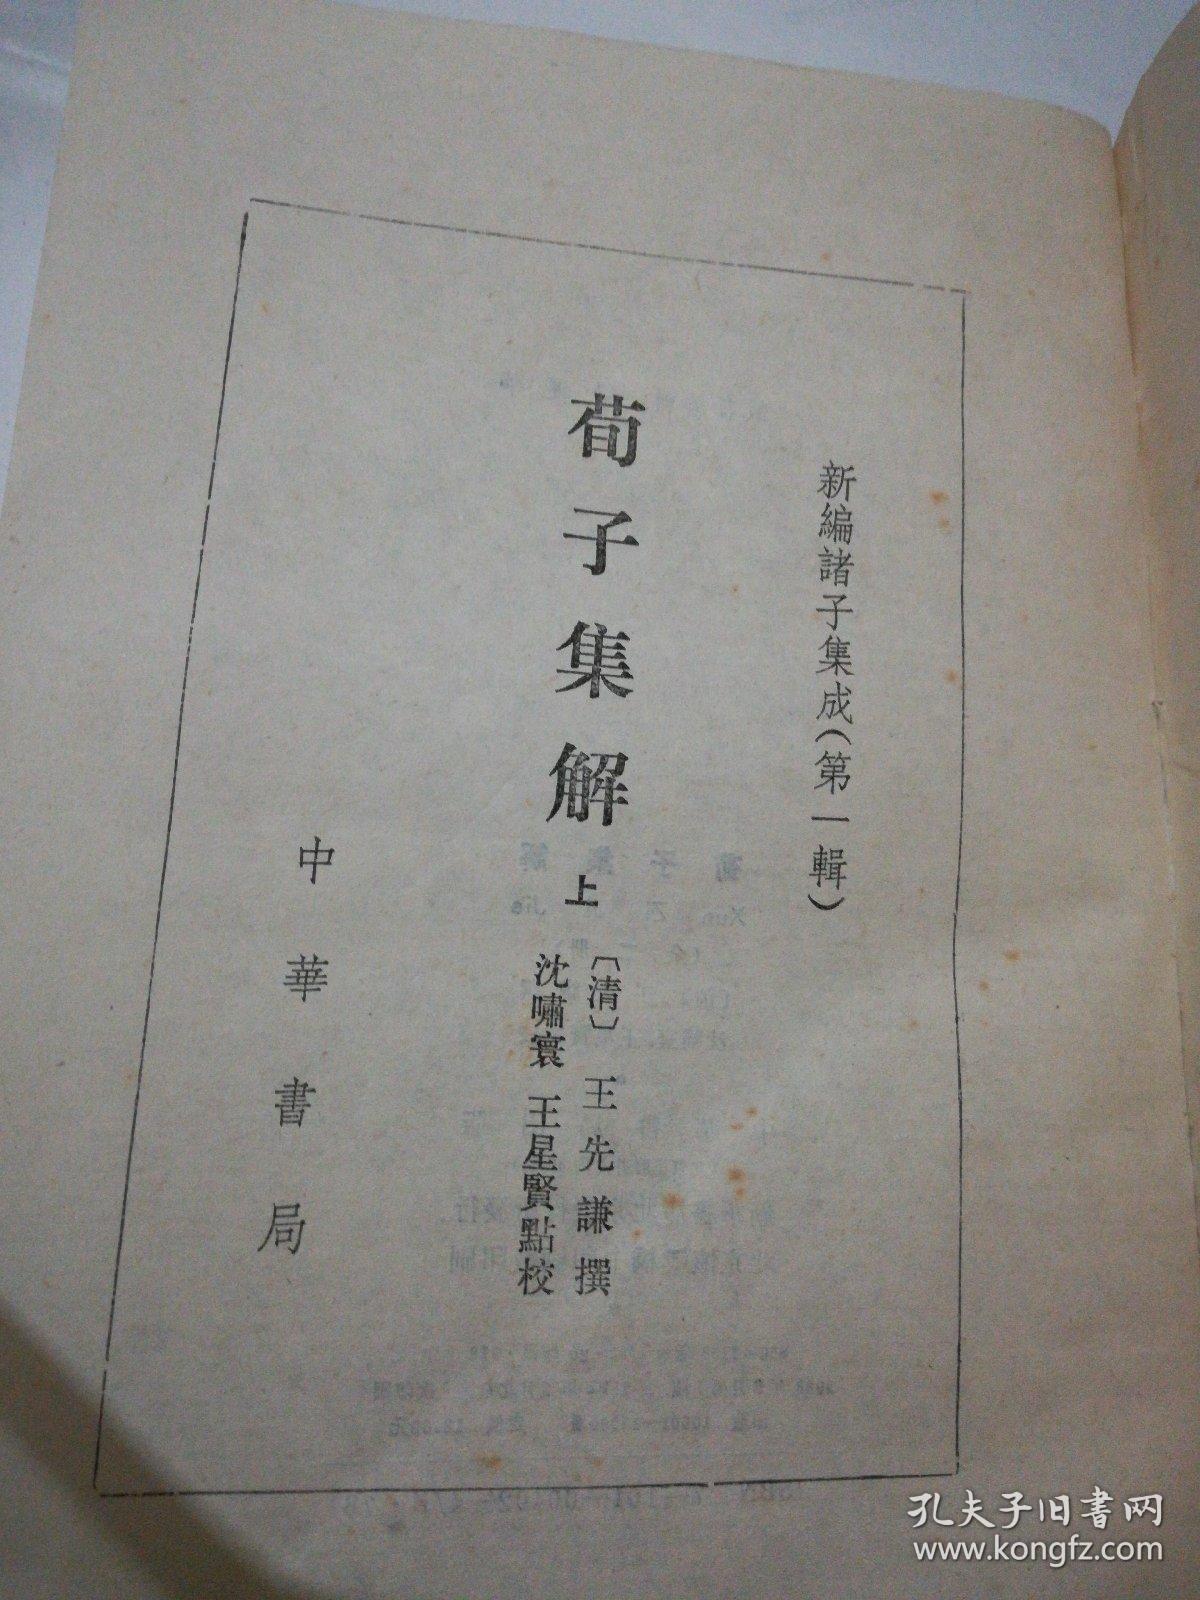 新編諸子集成(第一輯)
荀子集解上
〔清〕王先謙撰
沈嘯寰 王星賢點校
中華書局
孔夫子旧书网
www.kongfz.com